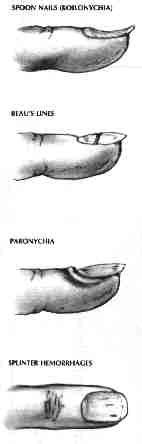 SPOON NAILS (KOILONYCHIA)
BEAU'S LINES
PARONYCHIA
SPLINTER HEMORRHAGES